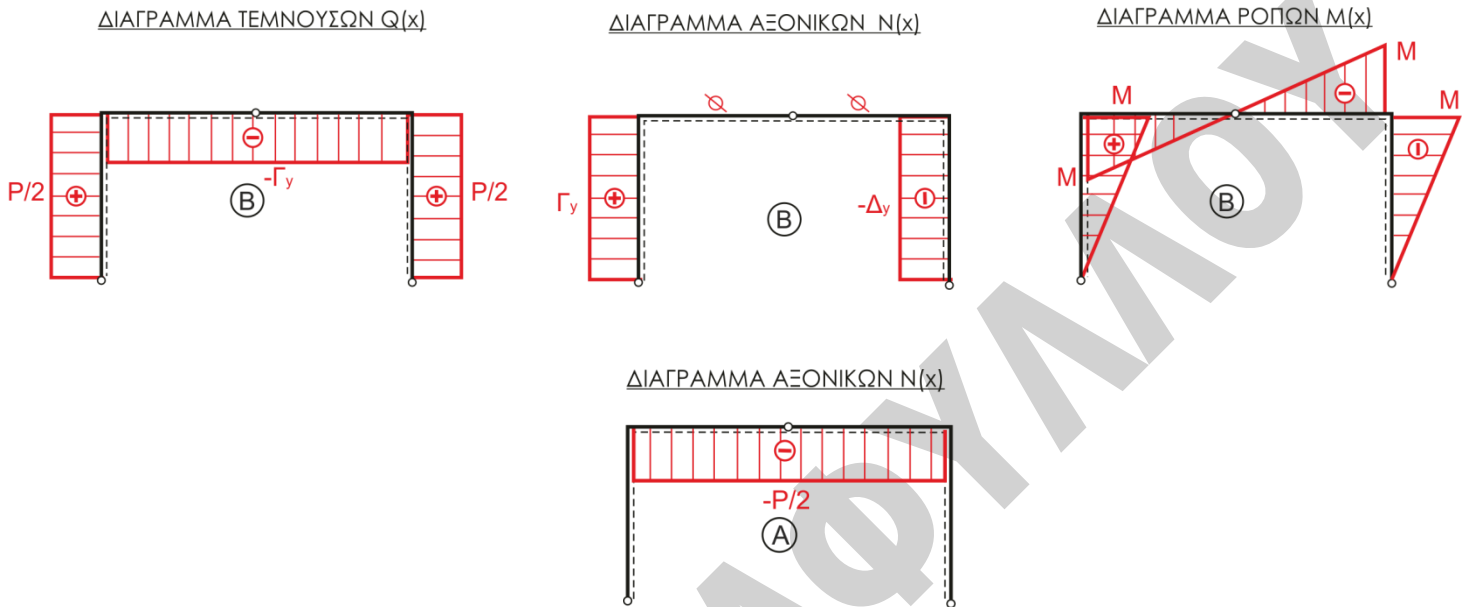 ΔΙΑΓΡΑΜΜΑ ΤΕΜΝΟΥΣΩΝ Q(x)
ΔΙΑΓΡΑΜΜΑ ΑΞΟΝΙΚΩΝ N(x)
ΔΙΑΓΡΑΜΜΑ ΡΟΠΩΝ M(x)
P/2
+
-
-Γy
B
+
P/2
Γy
+
B
-Δy
-
M
+
M
B
-
M
M
-
ΔΙΑΓΡΑΜΜΑ ΑΞΟΝΙΚΩΝ N(x)
-
-P/2
A
ΑΦΥΛΛΟΥ